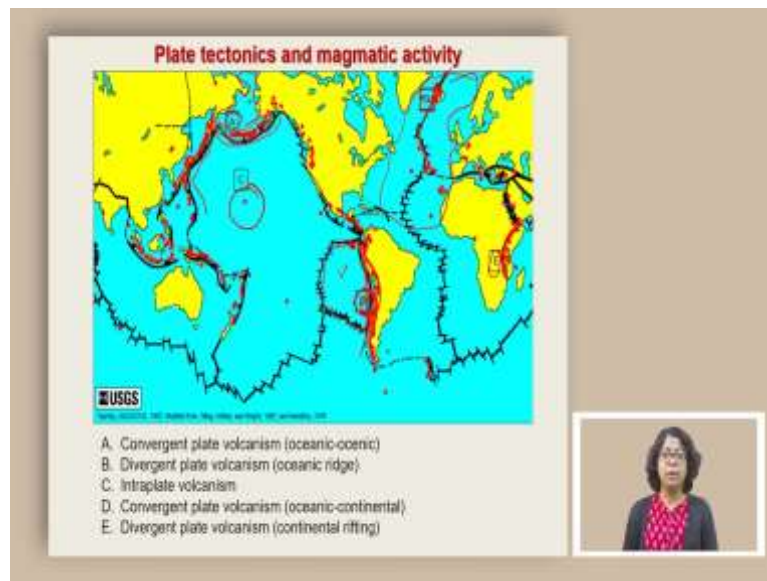 Plate tectonics and magmatic activity
C
E
USGS
A. Convergent plate volcanism (oceanic-ocenic)
B. Divergent plate volcanism (oceanic ridge)
C. Intraplate volcanism
D. Convergent plate volcanism (oceanic-continental)
E. Divergent plate volcanism (continental rifting)